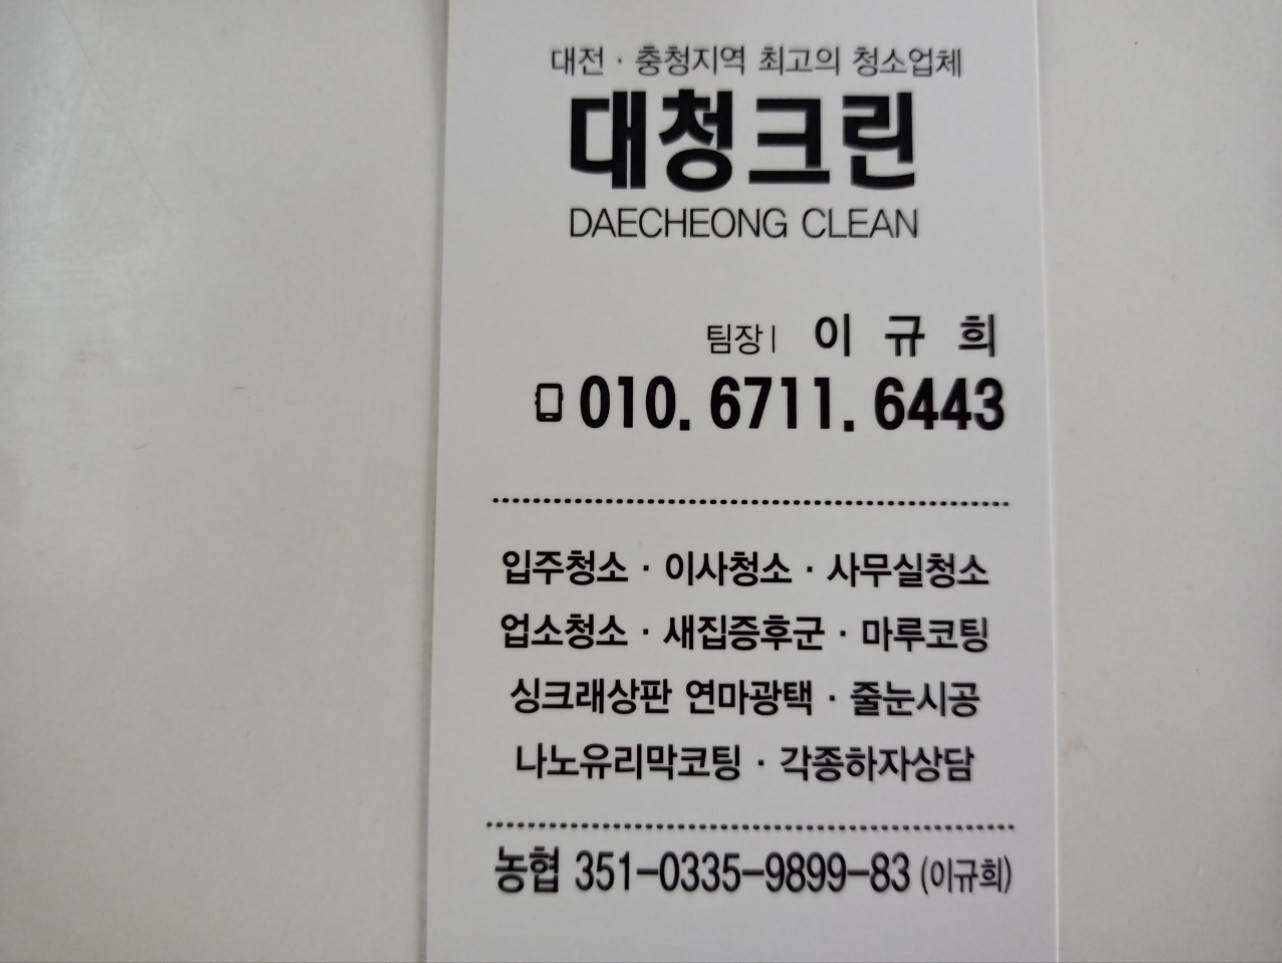 대전 · 충청지역 최고의 청소업체
대청크린
DAECHEONG CLEAN
팀장 | 이 규 희
010. 6711. 6443
입주청소 · 이사청소 · 사무실청소
업소청소 · 새집증후군 · 마루코팅
싱크래상판 연마광택 · 줄눈시공
나노유리막코팅 · 각종하자상담
농협 351-0335-9899-83 (이규희)